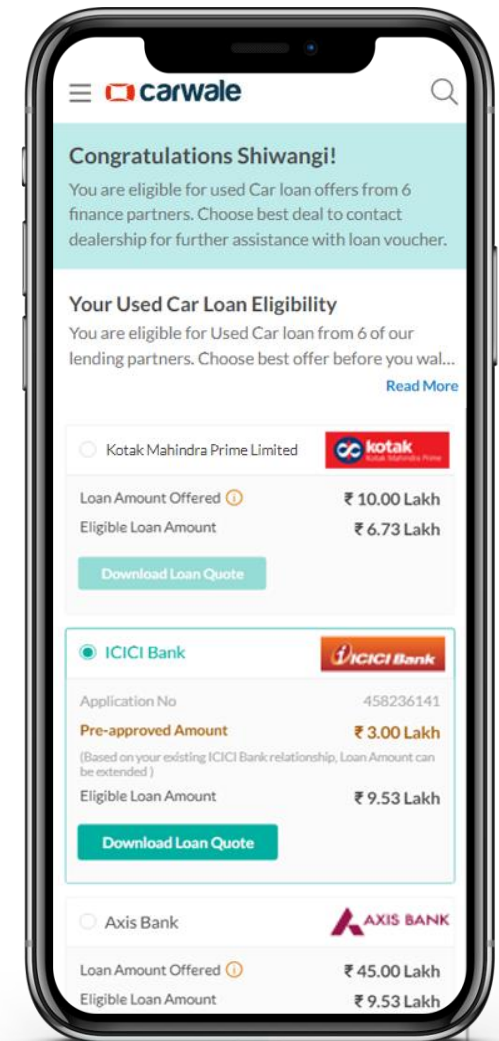 carwale
Congratulations Shiwangi!
You are eligible for used Car loan offers from 6
finance partners. Choose best deal to contact
dealership for further assistance with loan voucher.
Your Used Car Loan Eligibility
You are eligible for Used Car loan from 6 of our
lending partners. Choose best offer before you wal...
Read More
Kotak Mahindra Prime Limited kotak
Kotak Mahindra Prime
Loan Amount Offered ₹ 10.00 Lakh
Eligible Loan Amount ₹ 6.73 Lakh
Download Loan Quote
ICICI Bank ICICI Bank
Application No 458236141
Pre-approved Amount ₹ 3.00 Lakh
(Based on your existing ICICI Bank relationship, Loan Amount can
be extended )
Eligible Loan Amount ₹ 9.53 Lakh
Download Loan Quote
Axis Bank AXIS BANK
Loan Amount Offered ₹ 45.00 Lakh
Eligible Loan Amount ₹ 9.53 Lakh